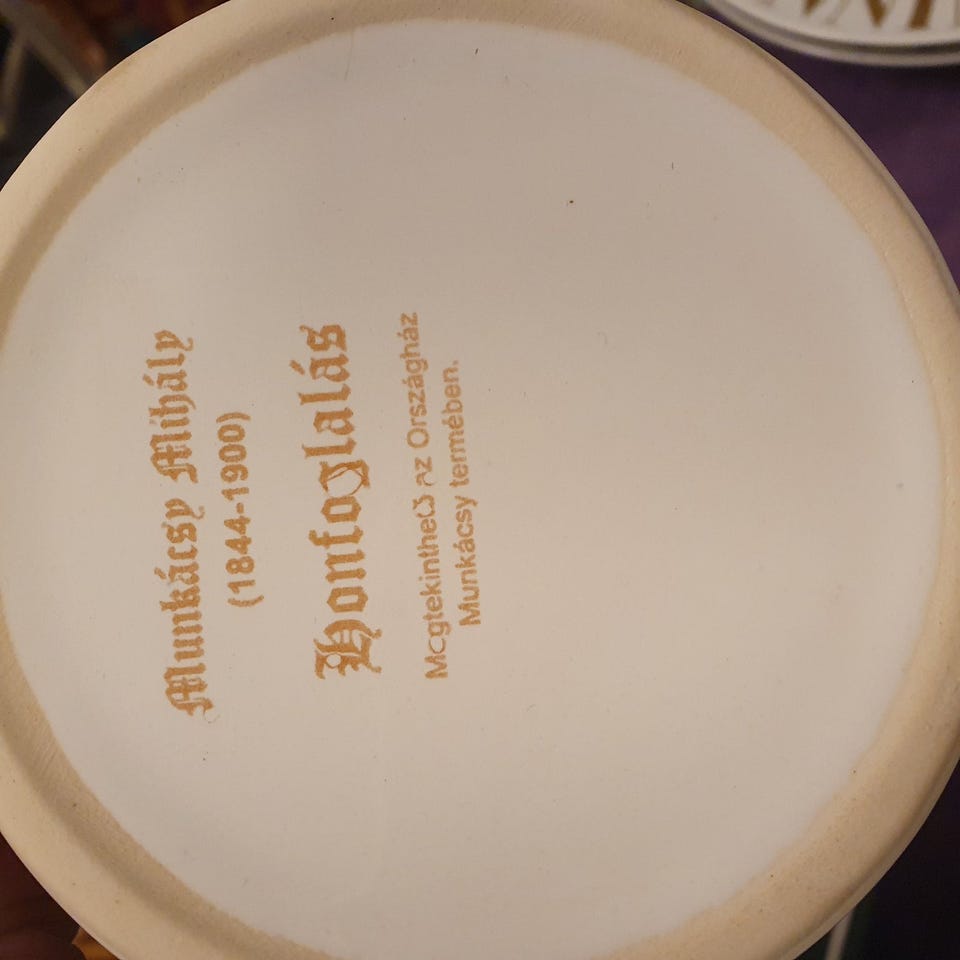 Munkácsy Mihály
(1844-1900)
Honfoglalás
Megtekinthető az Országház
Munkácsy termében.